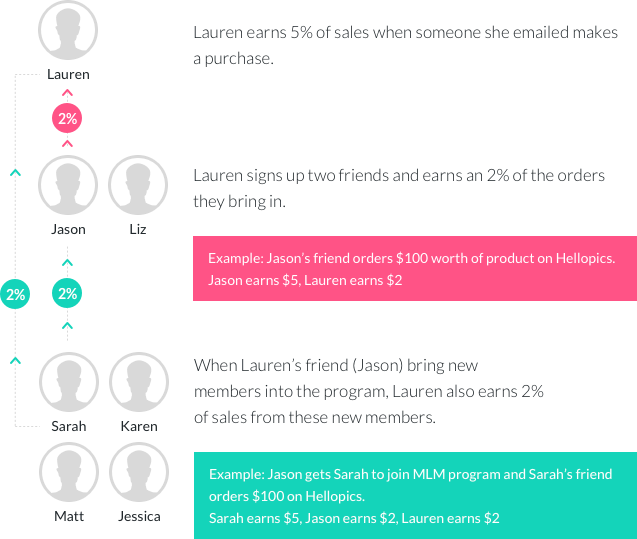 Lauren earns 5% of sales when someone she emailed makes
a purchase.
Lauren
2%
Lauren signs up two friends and earns an 2% of the orders
they bring in.
Jason
Liz
Example: Jason's friend orders $100 worth of product on Hellopics.
Jason earns $5, Lauren earns $2
2%
2%
When Lauren's friend (Jason) bring new
members into the program, Lauren also earns 2%
of sales from these new members.
Sarah
Karen
Example: Jason gets Sarah to join MLM program and Sarah's friend
orders $100 on Hellopics.
Sarah earns $5, Jason earns $2, Lauren earns $2
Matt
Jessica